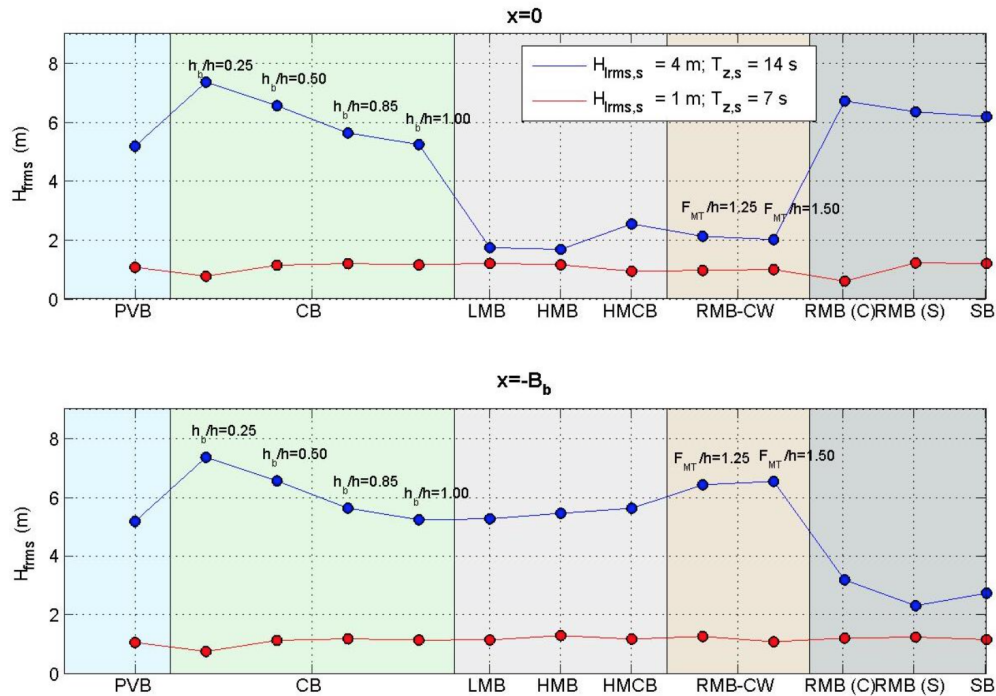 x=0
H_Irms,s = 4 m; T_z,s = 14 s
H_Irms,s = 1 m; T_z,s = 7 s
h_b/h=0.25
h_b/h=0.50
h_b/h=0.85
h_b/h=1.00
F_MT/h=1.25
F_MT/h=1.50
H_frms (m)
8
6
4
2
0
PVB CB LMB HMB HMCB RMB-CW RMB (C) RMB (S) SB
x=-B_b
h_b/h=0.25
h_b/h=0.50
h_b/h=0.85
h_b/h=1.00
F_MT/h=1.25
F_MT/h=1.50
H_frms (m)
8
6
4
2
0
PVB CB LMB HMB HMCB RMB-CW RMB (C) RMB (S) SB